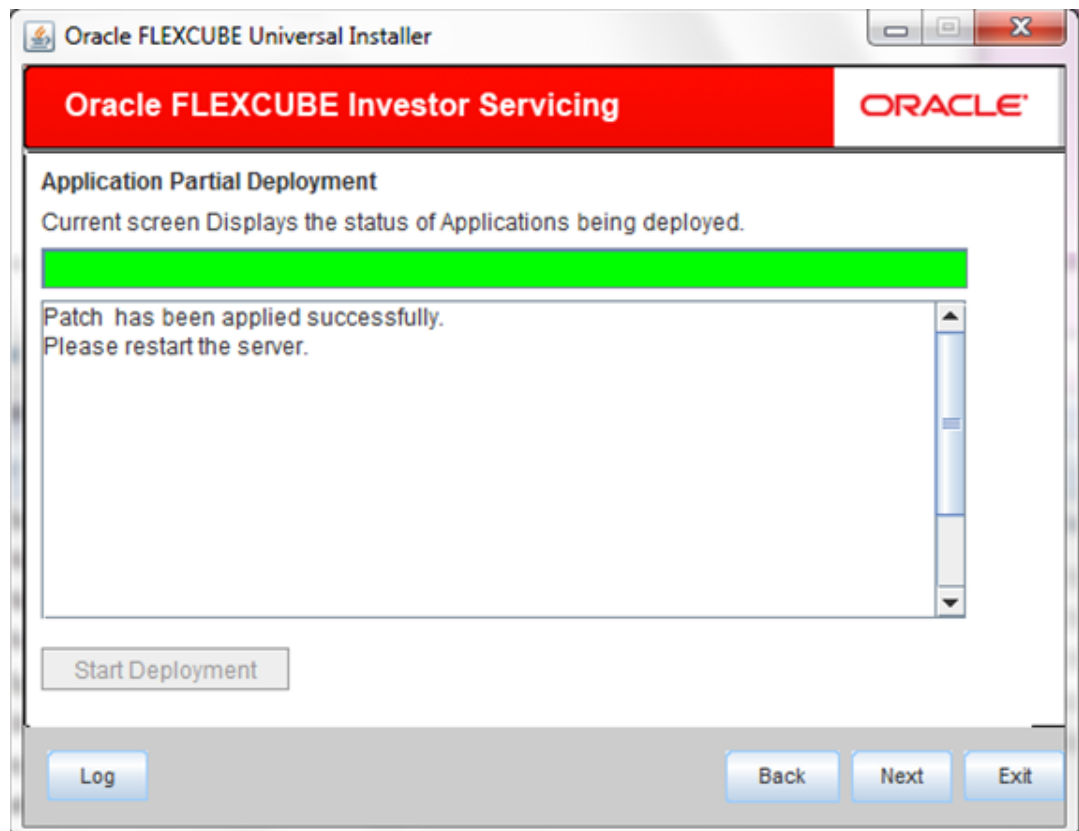 Oracle FLEXCUBE Universal Installer
Oracle FLEXCUBE Investor Servicing
ORACLE
Application Partial Deployment
Current screen Displays the status of Applications being deployed.
Patch  has been applied successfully.
Please restart the server.
Start Deployment
Log
Back
Next
Exit